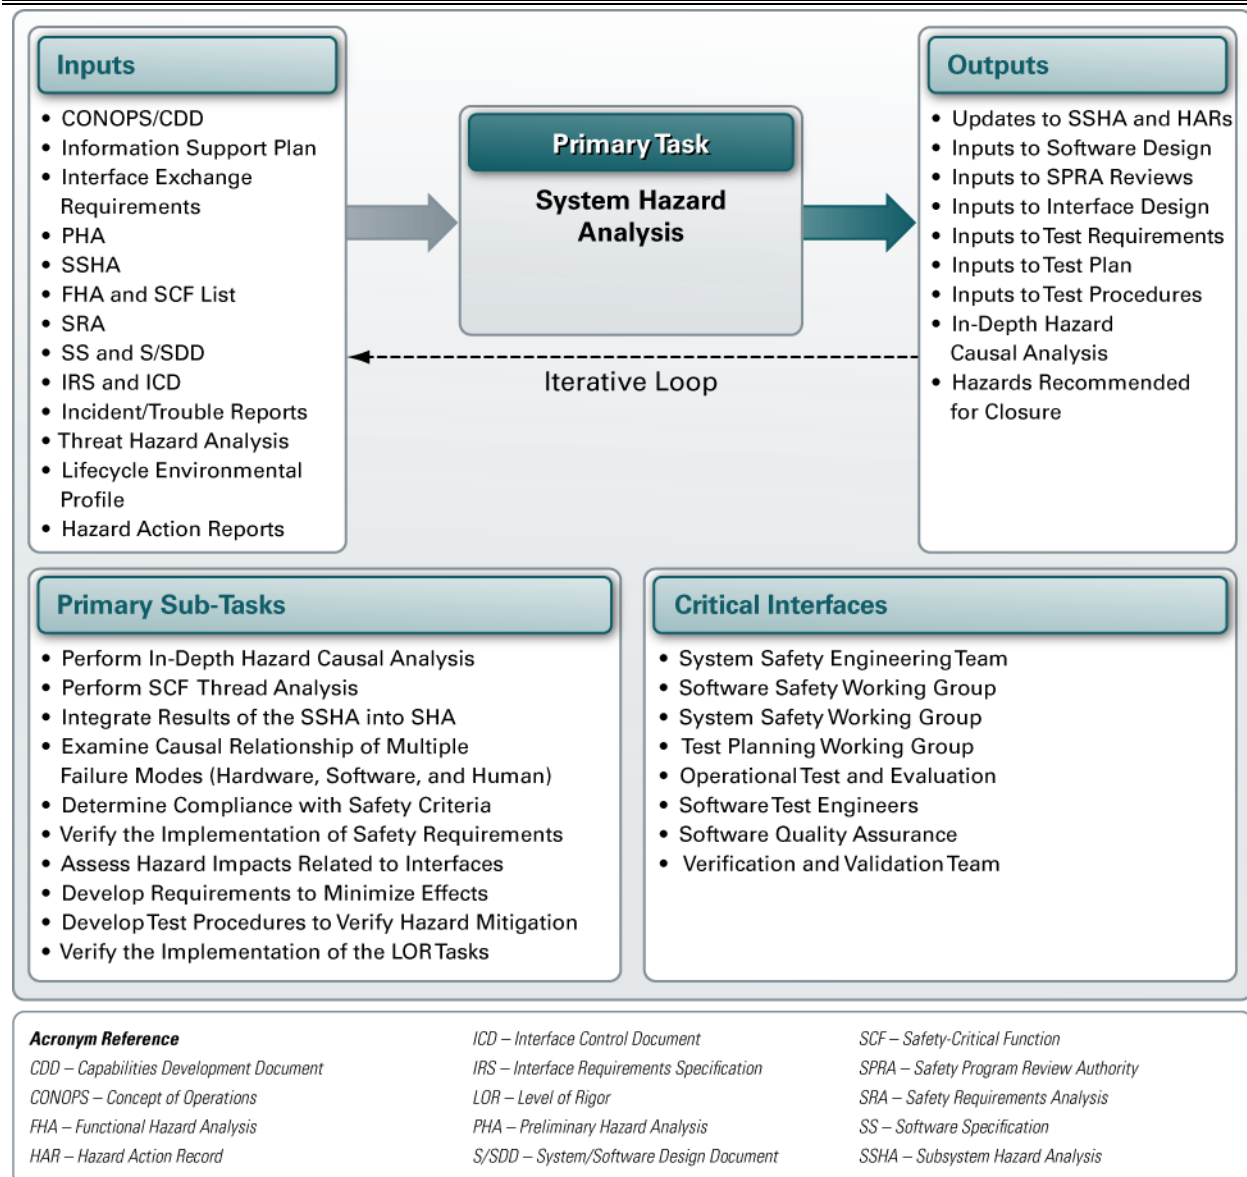 Inputs
• CONOPS/CDD
• Information Support Plan
• Interface Exchange
Requirements
• PHA
• SSHA
• FHA and SCF List
• SRA
• SS and S/SDD
• IRS and ICD
• Incident/Trouble Reports
• Threat Hazard Analysis
• Lifecycle Environmental
Profile
• Hazard Action Reports
Primary Task
System Hazard
Analysis
Iterative Loop
Outputs
• Updates to SSHA and HARs
• Inputs to Software Design
• Inputs to SPRA Reviews
• Inputs to Interface Design
• Inputs to Test Requirements
• Inputs to Test Plan
• Inputs to Test Procedures
• In-Depth Hazard
Causal Analysis
• Hazards Recommended
for Closure
Primary Sub-Tasks
• Perform In-Depth Hazard Causal Analysis
• Perform SCF Thread Analysis
• Integrate Results of the SSHA into SHA
• Examine Causal Relationship of Multiple
Failure Modes (Hardware, Software, and Human)
• Determine Compliance with Safety Criteria
• Verify the Implementation of Safety Requirements
• Assess Hazard Impacts Related to Interfaces
• Develop Requirements to Minimize Effects
• Develop Test Procedures to Verify Hazard Mitigation
• Verify the Implementation of the LOR Tasks
Critical Interfaces
• System Safety Engineering Team
• Software Safety Working Group
• System Safety Working Group
• Test Planning Working Group
• Operational Test and Evaluation
• Software Test Engineers
• Software Quality Assurance
• Verification and Validation Team
Acronym Reference
CDD – Capabilities Development Document
CONOPS – Concept of Operations
FHA – Functional Hazard Analysis
HAR – Hazard Action Record
ICD – Interface Control Document
IRS – Interface Requirements Specification
LOR – Level of Rigor
PHA – Preliminary Hazard Analysis
S/SDD – System/Software Design Document
SCF – Safety-Critical Function
SPRA – Safety Program Review Authority
SRA – Safety Requirements Analysis
SS – Software Specification
SSHA – Subsystem Hazard Analysis